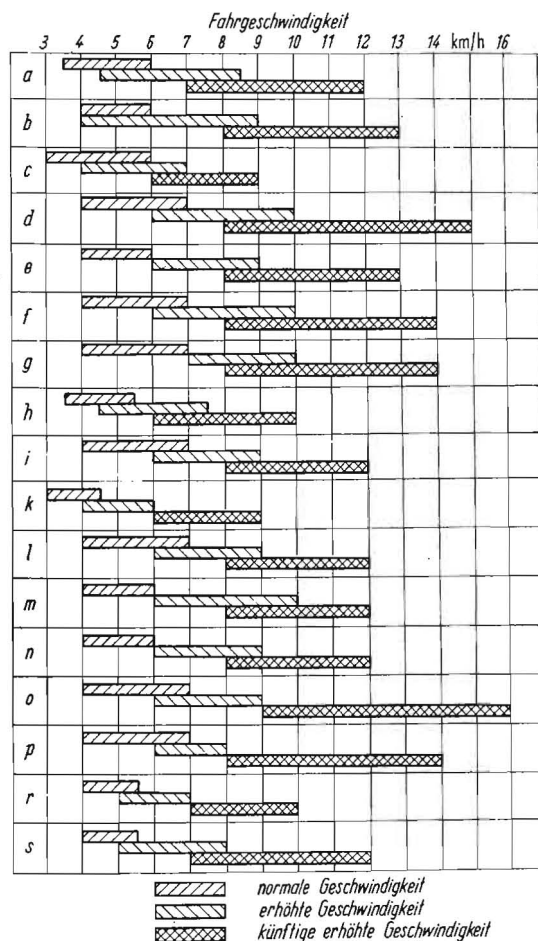 Fahrgeschwindigkeit
3 4 5 6 7 8 9 10 11 12 13 14 km/h 16
a
b
c
d
e
f
g
h
i
k
l
m
n
o
p
r
s
normale Geschwindigkeit
erhöhte Geschwindigkeit
künftige erhöhte Geschwindigkeit